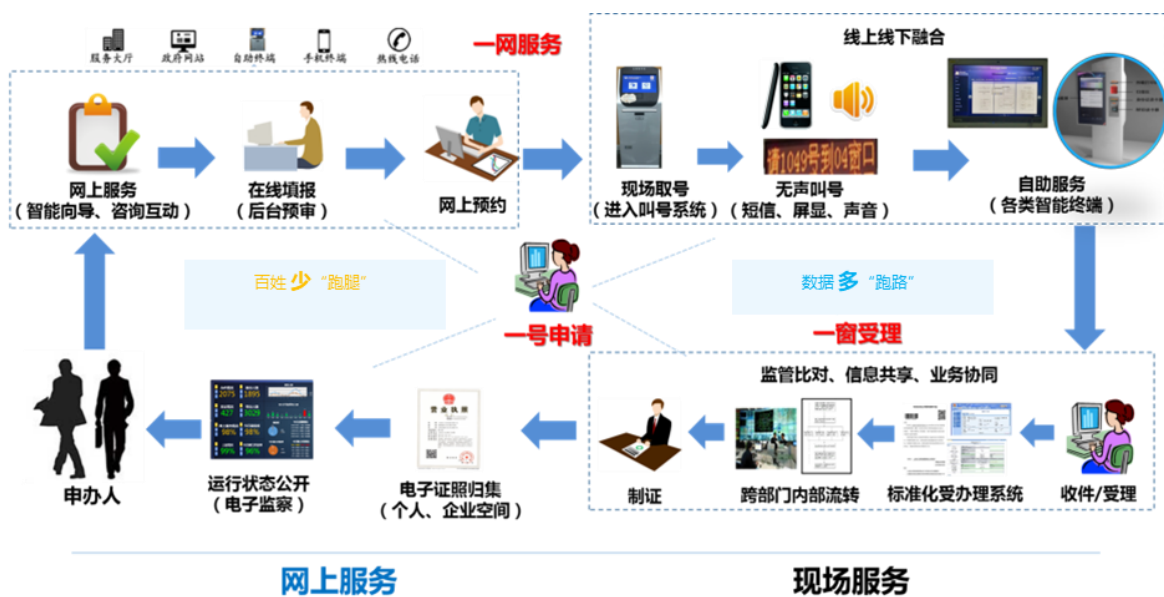 服务大厅
政府网站
自助终端
手机终端
热线电话
一网服务
线上线下融合
请1049号到04窗口
网上服务
（智能向导、咨询互动）
在线填报
（后台预审）
网上预约
现场取号
（进入叫号系统）
无声叫号
（短信、屏显、声音）
自助服务
（各类智能终端）
百姓 少 “跑腿”
数据 多 “跑路”
一号申请
一窗受理
监管比对、信息共享、业务协同
2075
1895
427
3029
98%
98%
99%
96%
营业执照
申办人
运行状态公开
（电子监察）
电子证照归集
（个人、企业空间）
制证
跨部门内部流转
标准化受办理系统
收件/受理
网上服务
现场服务